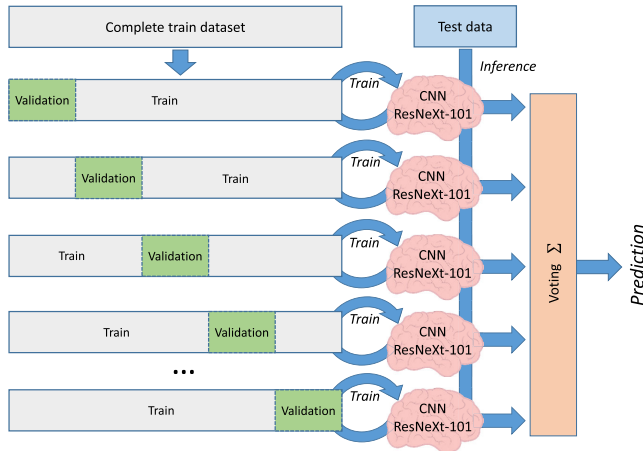 Complete train dataset
Test data
Inference
Validation
Train
Train
CNN
ResNeXt-101
Validation
Train
Train
CNN
ResNeXt-101
Train
Validation
Train
CNN
ResNeXt-101
Train
Validation
Train
CNN
ResNeXt-101
...
Train
Validation
Train
CNN
ResNeXt-101
Voting Σ
Prediction